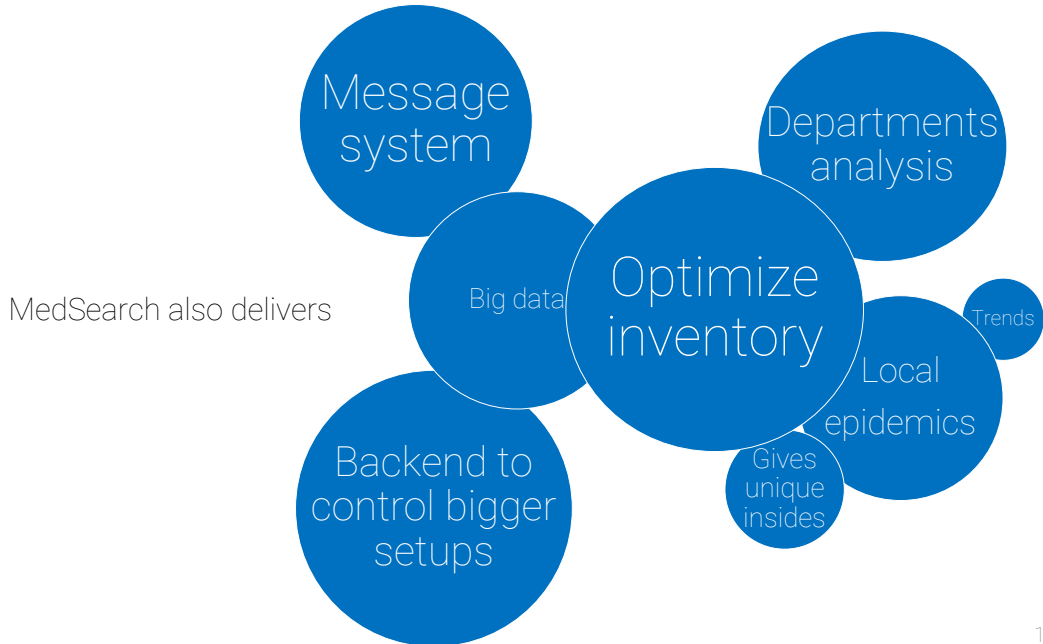 MedSearch also delivers
Message
system
Departments
analysis
Big data
Optimize
inventory
Trends
Local
epidemics
Gives
unique
insides
Backend to
control bigger
setups
1